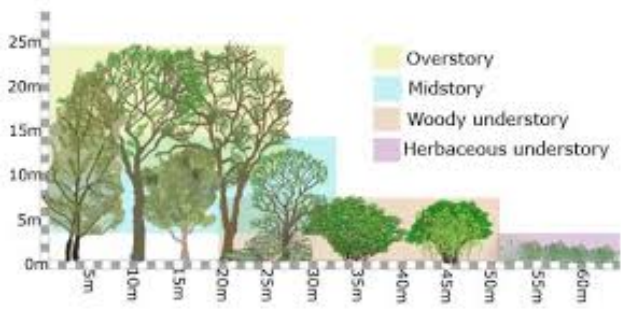 25m
20m
15m
10m
5m
0m
Overstory
Midstory
Woody understory
Herbaceous understory
5m
10m
15m
20m
25m
30m
35m
40m
45m
50m
55m
60m